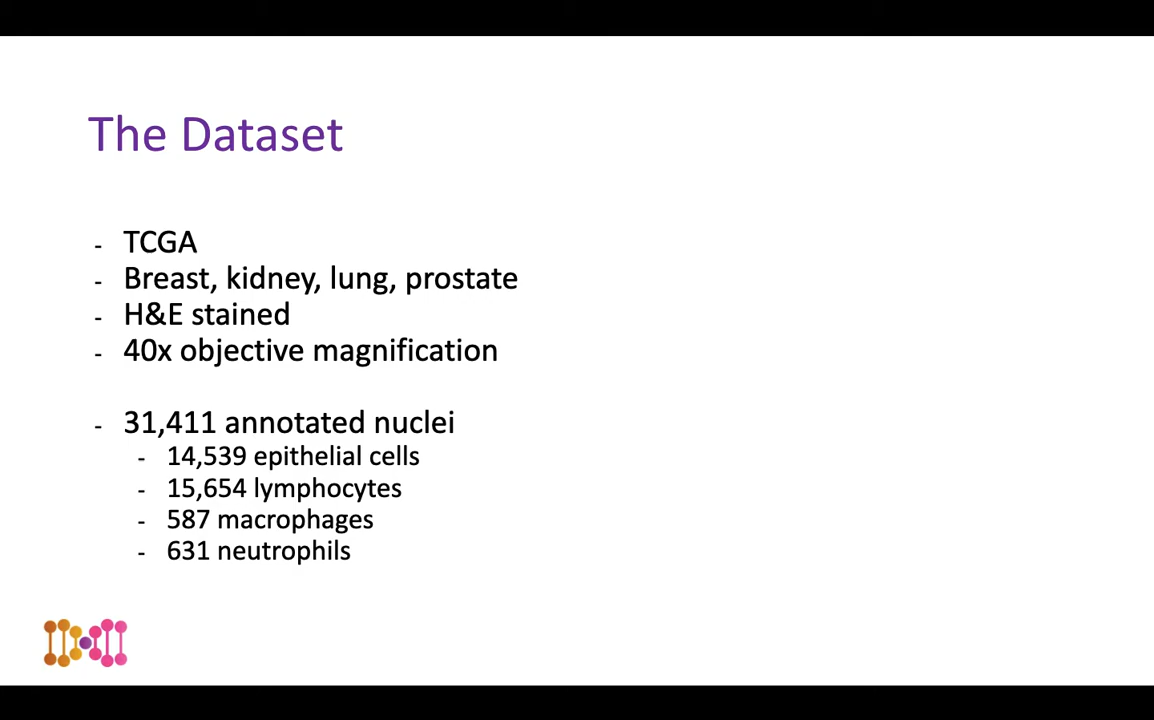 The Dataset
- TCGA
- Breast, kidney, lung, prostate
- H&E stained
- 40x objective magnification
- 31,411 annotated nuclei
- 14,539 epithelial cells
- 15,654 lymphocytes
- 587 macrophages
- 631 neutrophils